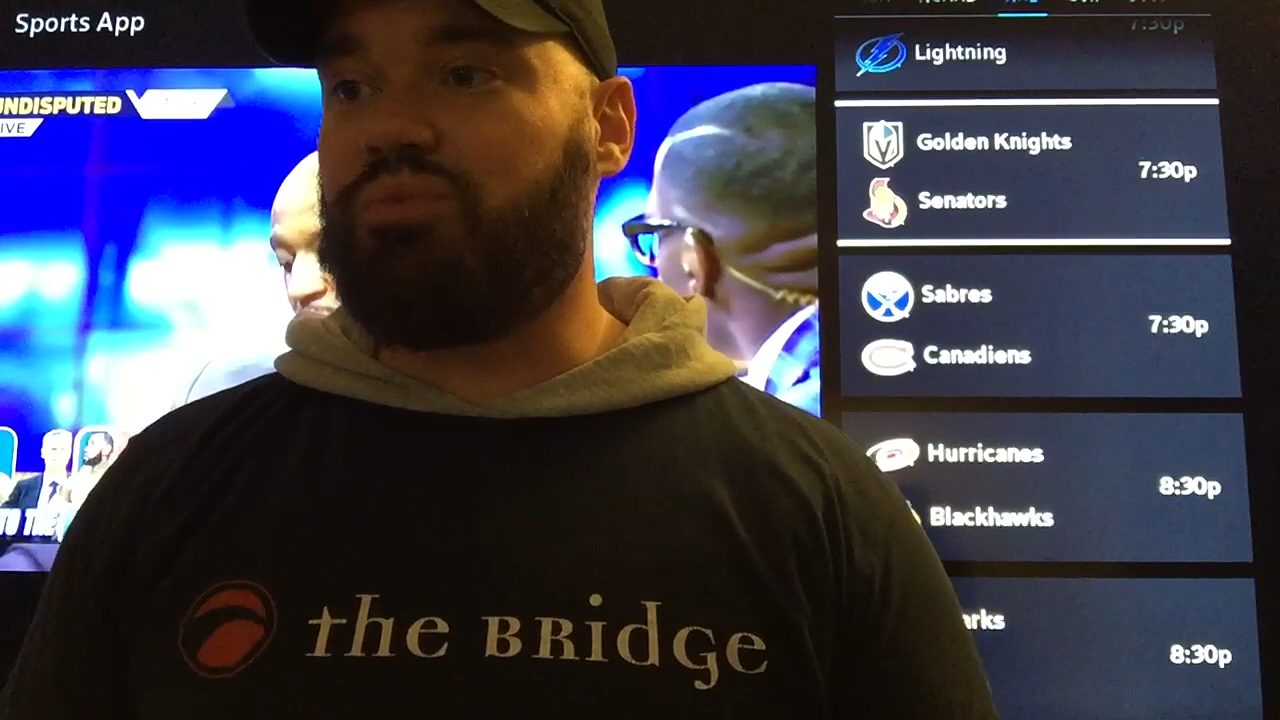 Sports App
UNDISPUTED
Lightning
Golden Knights
7:30p
Senators
Sabres
7:30p
Canadiens
Hurricanes
8:30p
Blackhawks
8:30p
the BRidge